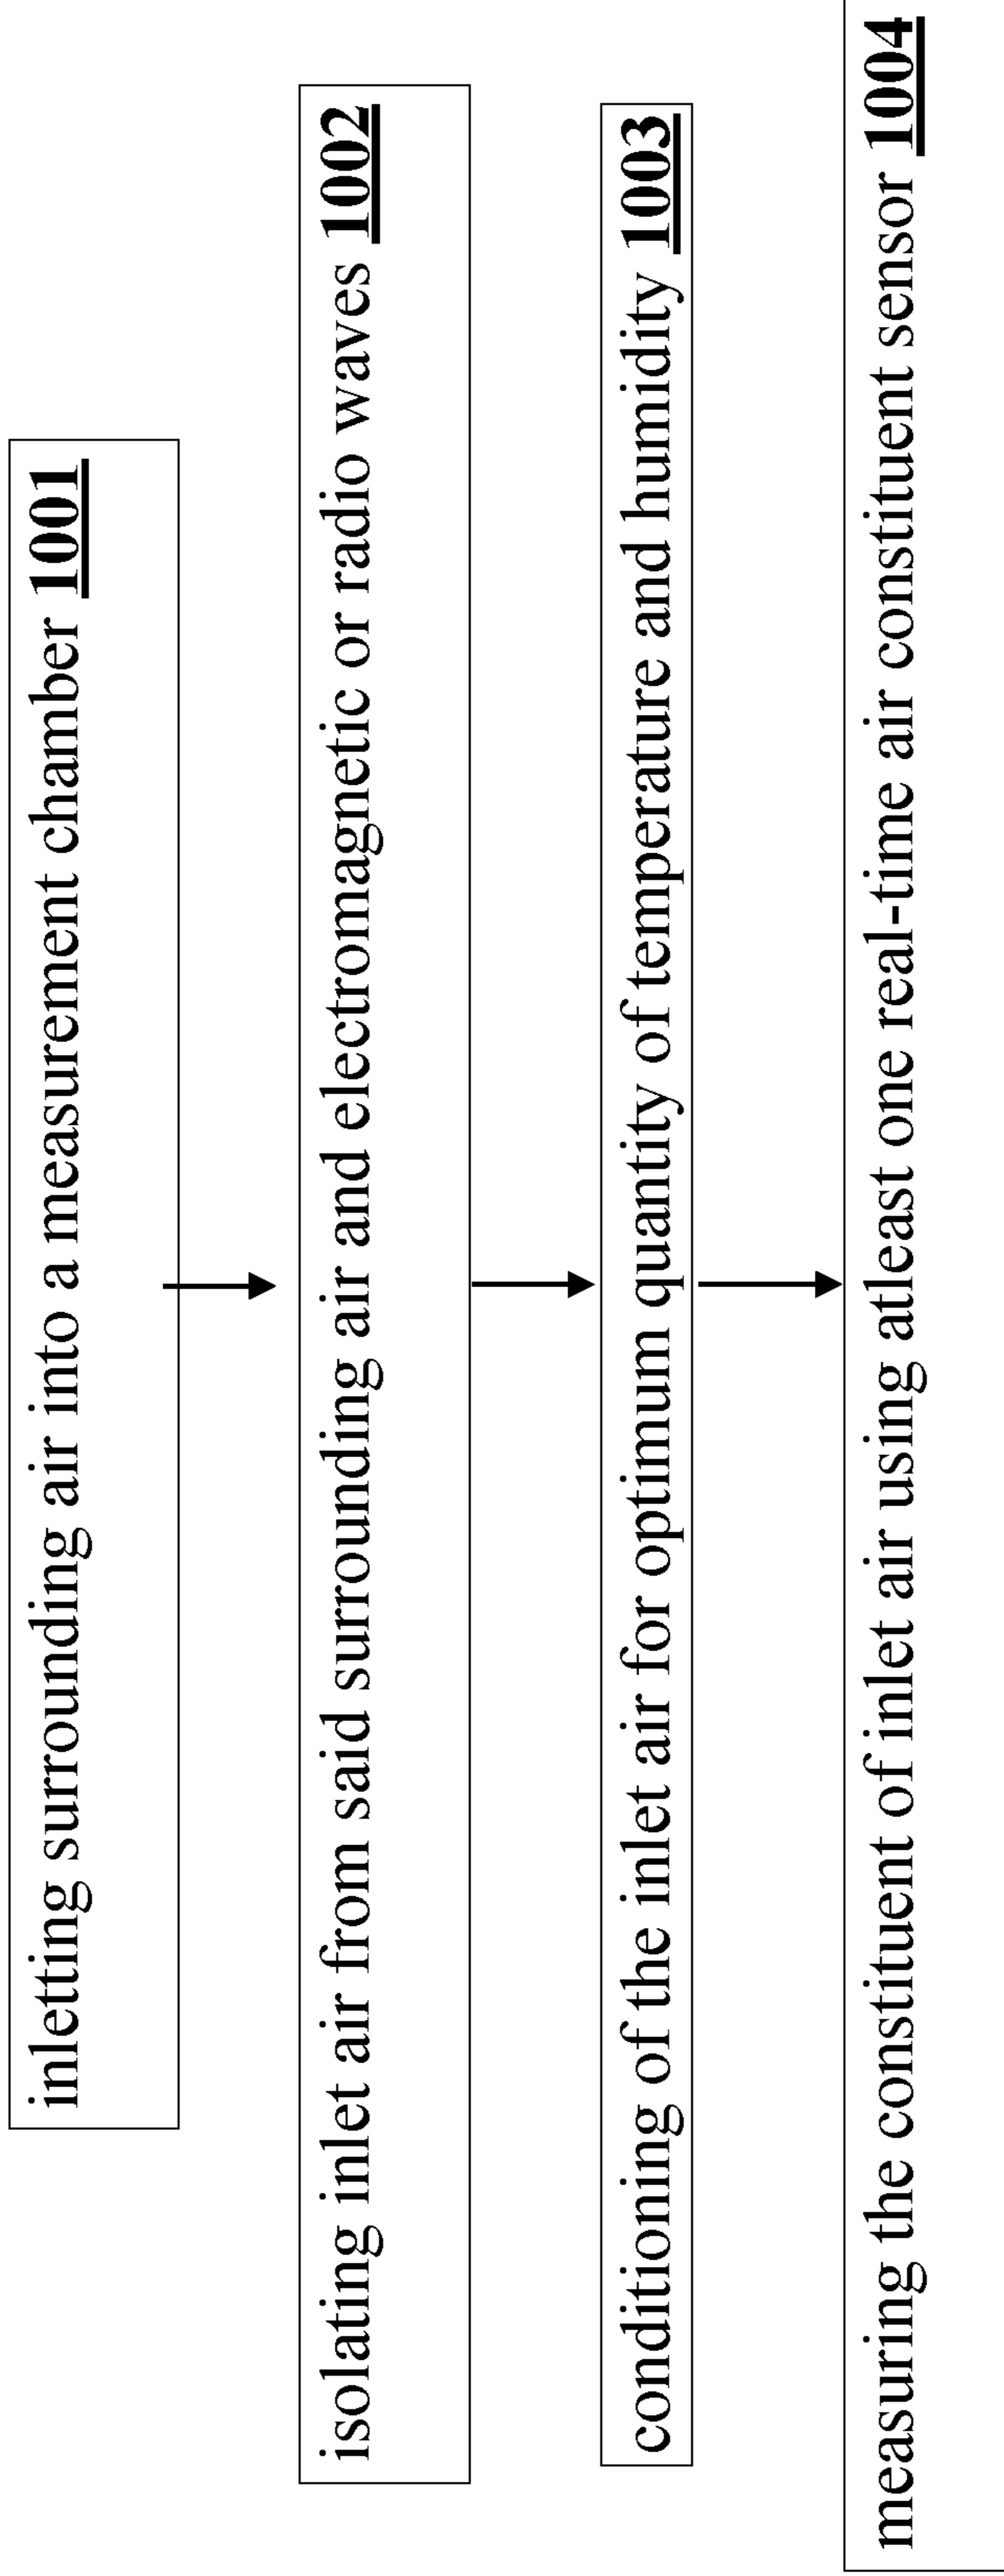 inletting surrounding air into a measurement chamber 1001
isolating inlet air from said surrounding air and electromagnetic or radio waves 1002
conditioning of the inlet air for optimum quantity of temperature and humidity 1003
measuring the constituent of inlet air using atleast one real-time air constituent sensor 1004